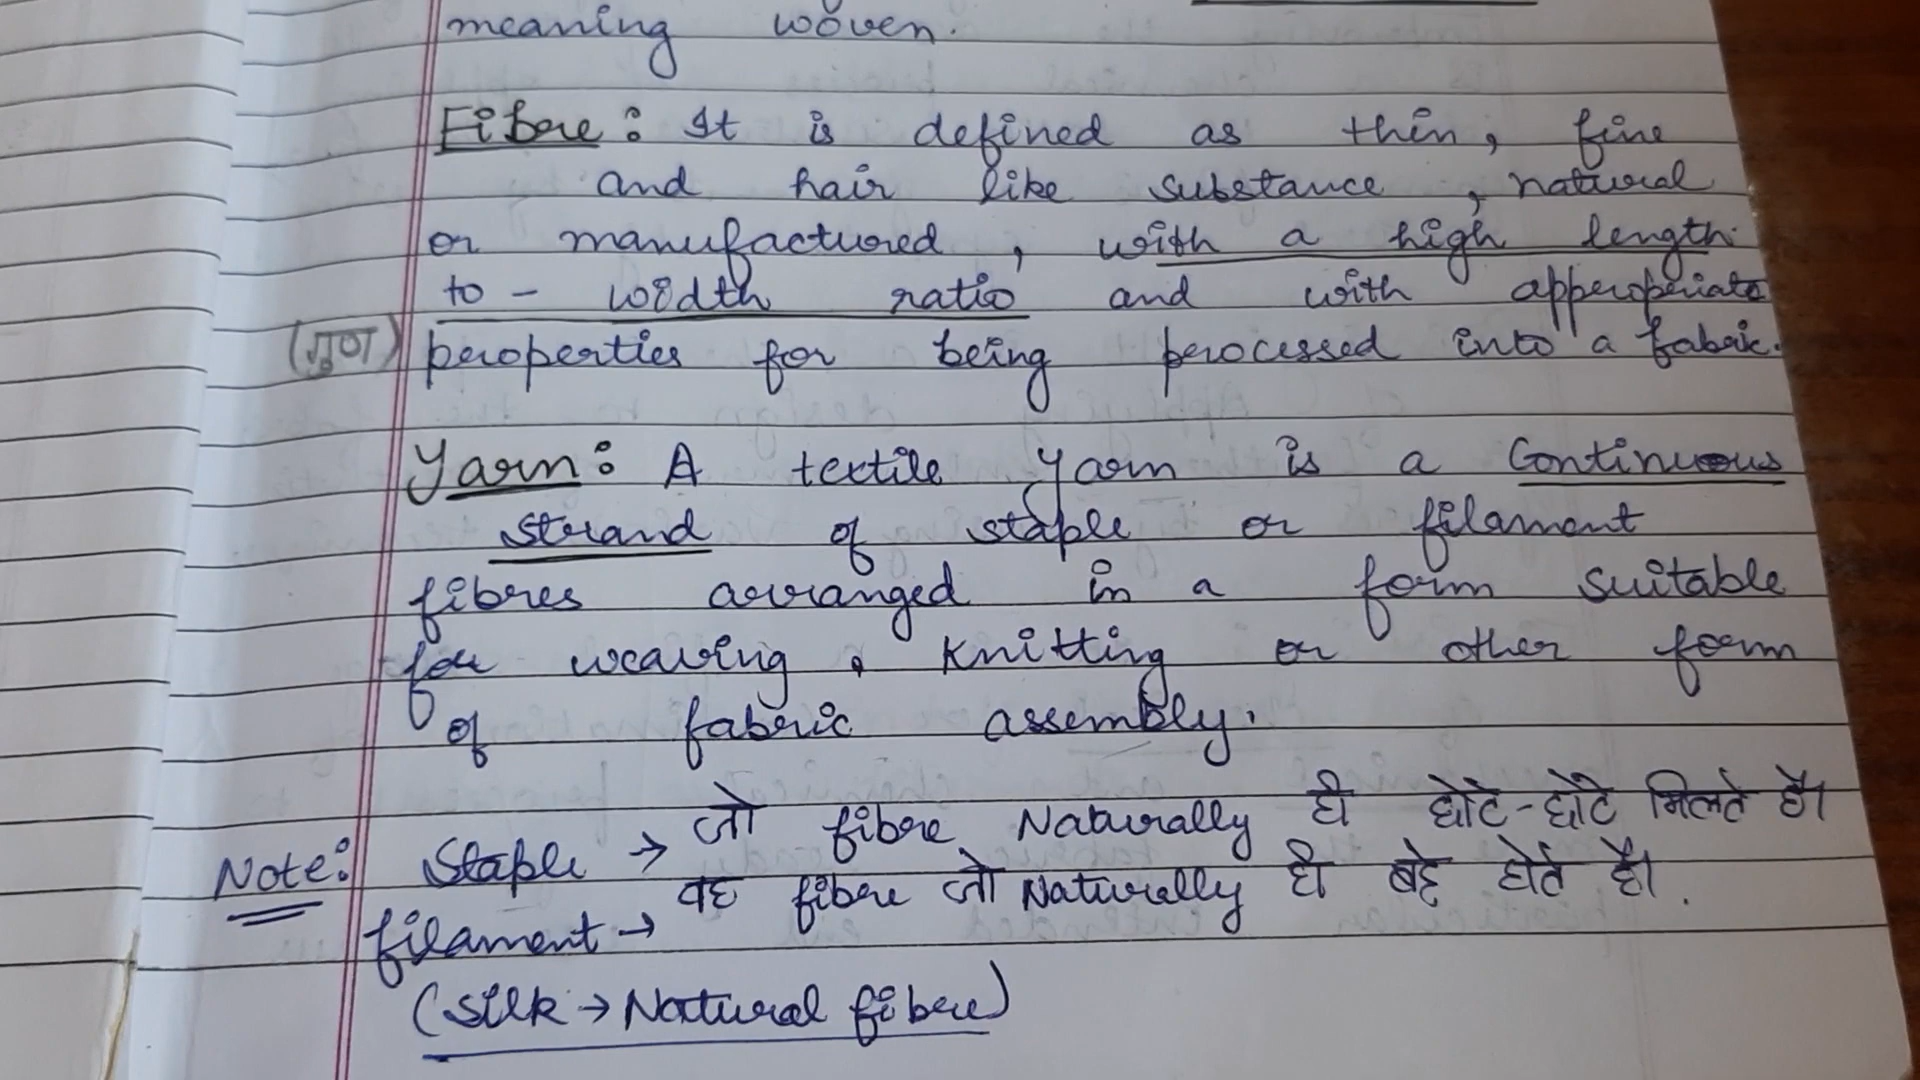 meaning woven.
Fibre: It is defined as thin, fine
and hair like substance, natural
or manufactured, with a high length
to - width ratio and with appropriate
(गुण) properties for being processed into a fabric.
Yarn: A textile yarn is a Continuous
strand of staple or filament
fibres arranged in a form suitable
for weaving, Knitting or other form
of fabric assembly.
Note: Staple → जो fibre Naturally ही छोटे-छोटे मिलते हैं।
filament → वह fibre जो Naturally ही बड़े होते हैं।.
(Silk → Natural fibre)